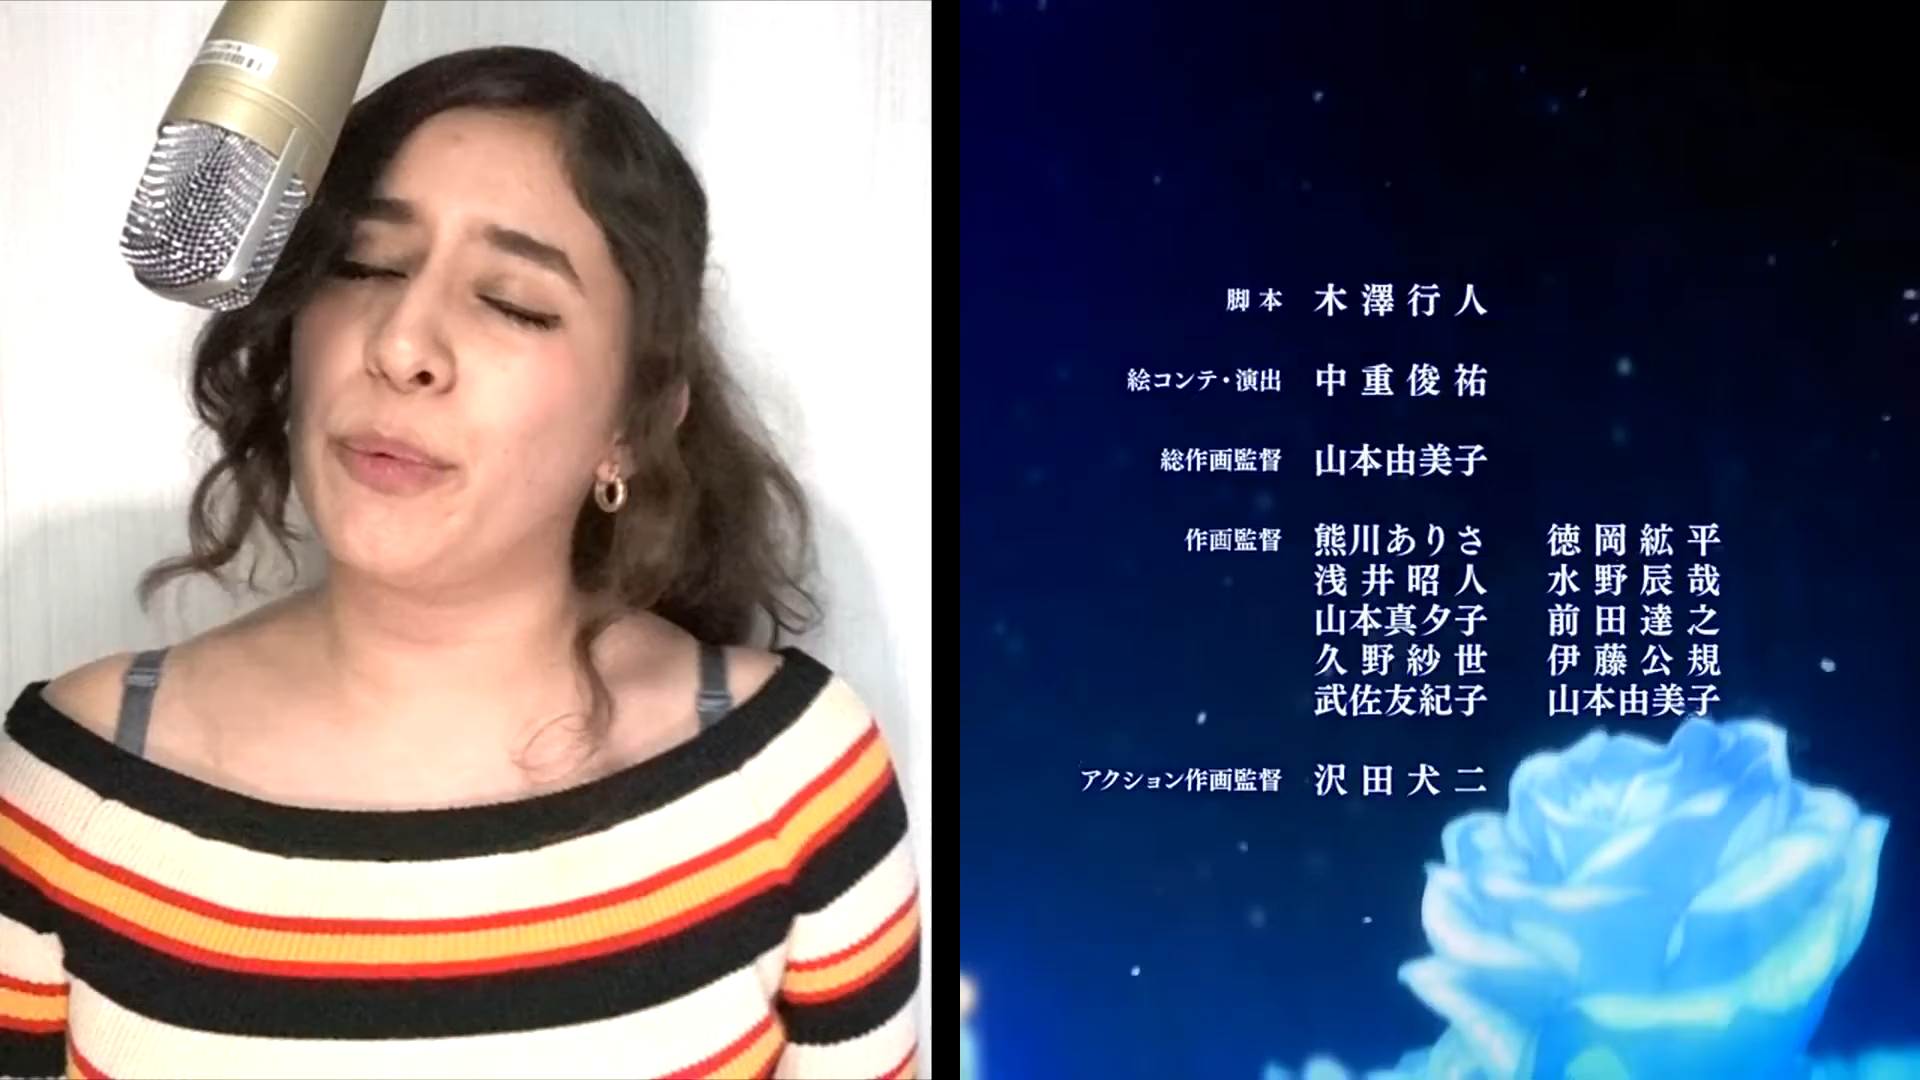 脚本 木澤行人
絵コンテ・演出 中重俊祐
総作画監督 山本由美子
作画監督 熊川ありさ 徳岡紘平
浅井昭人 水野辰哉
山本真夕子 前田達之
久野紗世 伊藤公規
武佐友紀子 山本由美子
アクション作画監督 沢田犬二